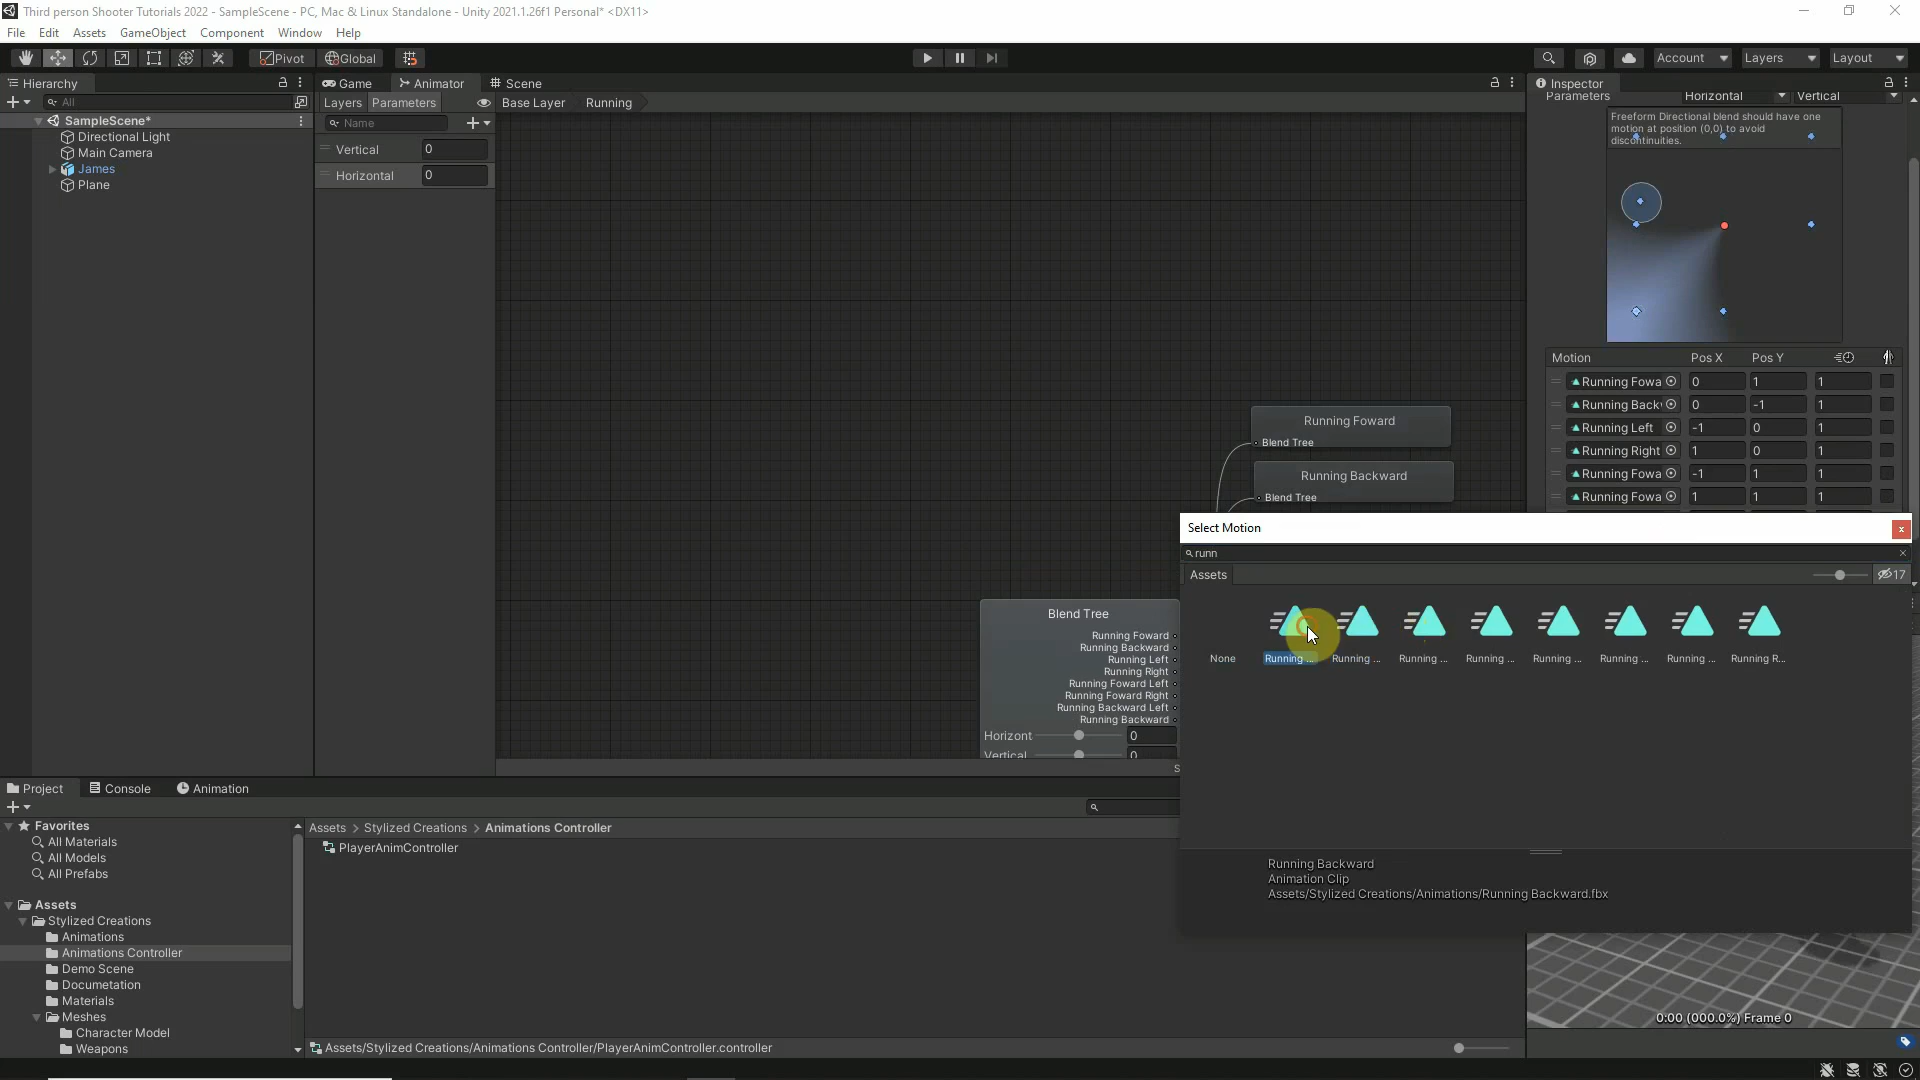 Third person Shooter Tutorials 2022 - SampleScene - PC, Mac & Linux Standalone - Unity 2021.1.26f1 Personal* <DX11>
File Edit Assets GameObject Component Window Help
Pivot Global Account Layers Layout
Hierarchy
All
SampleScene*
Directional Light
Main Camera
James
Plane
Game Animator Scene
Layers Parameters Base Layer Running
Name
Vertical 0
Horizontal 0
Running Foward
Blend Tree
Running Backward
Blend Tree
Blend Tree
Running Foward
Running Backward
Running Left
Running Right
Running Foward Left
Running Foward Right
Running Backward Left
Running Backward
Horizont 0
Vertical 0
Inspector
Parameters Horizontal Vertical
Freeform Directional blend should have one
motion at position (0,0) to avoid
discontinuities.
Motion Pos X Pos Y
Running Fowa 0 1 1
Running Back 0 -1 1
Running Left -1 0 1
Running Right 1 0 1
Running Fowa -1 1 1
Running Fowa 1 1 1
Select Motion
runn
Assets 17
None Running ... Running ... Running ... Running ... Running ... Running ... Running ... Running R...
Running Backward
Animation Clip
Assets/Stylized Creations/Animations/Running Backward.fbx
0:00 (000.0%) Frame 0
Project Console Animation
Favorites
All Materials
All Models
All Prefabs
Assets
Stylized Creations
Animations
Animations Controller
Demo Scene
Documetation
Materials
Meshes
Character Model
Weapons
Assets > Stylized Creations > Animations Controller
PlayerAnimController
Assets/Stylized Creations/Animations Controller/PlayerAnimController.controller